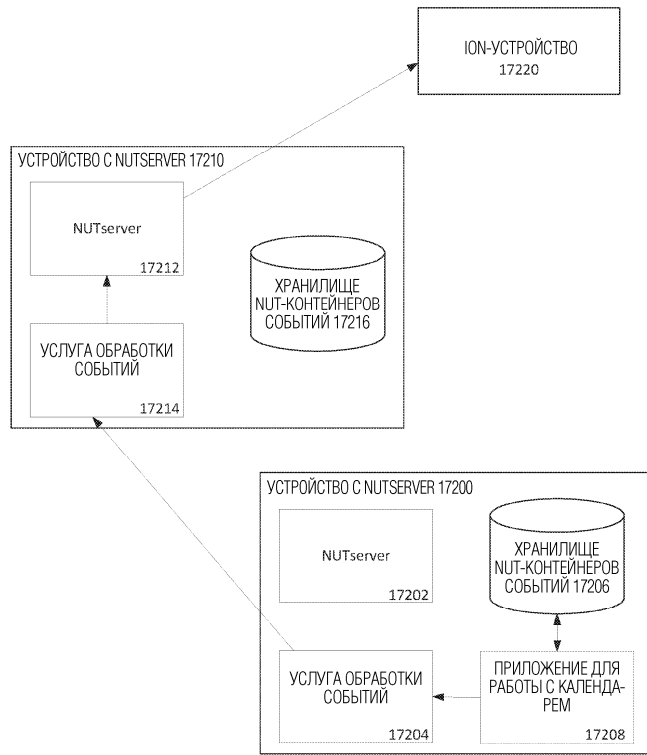 ION-УСТРОЙСТВО
17220
УСТРОЙСТВО С NUTSERVER 17210
NUTserver
17212
ХРАНИЛИЩЕ
NUT-КОНТЕЙНЕРОВ
СОБЫТИЙ 17216
УСЛУГА ОБРАБОТКИ
СОБЫТИЙ
17214
УСТРОЙСТВО С NUTSERVER 17200
NUTserver
17202
ХРАНИЛИЩЕ
NUT-КОНТЕЙНЕРОВ
СОБЫТИЙ 17206
УСЛУГА ОБРАБОТКИ
СОБЫТИЙ
17204
ПРИЛОЖЕНИЕ ДЛЯ
РАБОТЫ С КАЛЕНДА-
РЕМ
17208